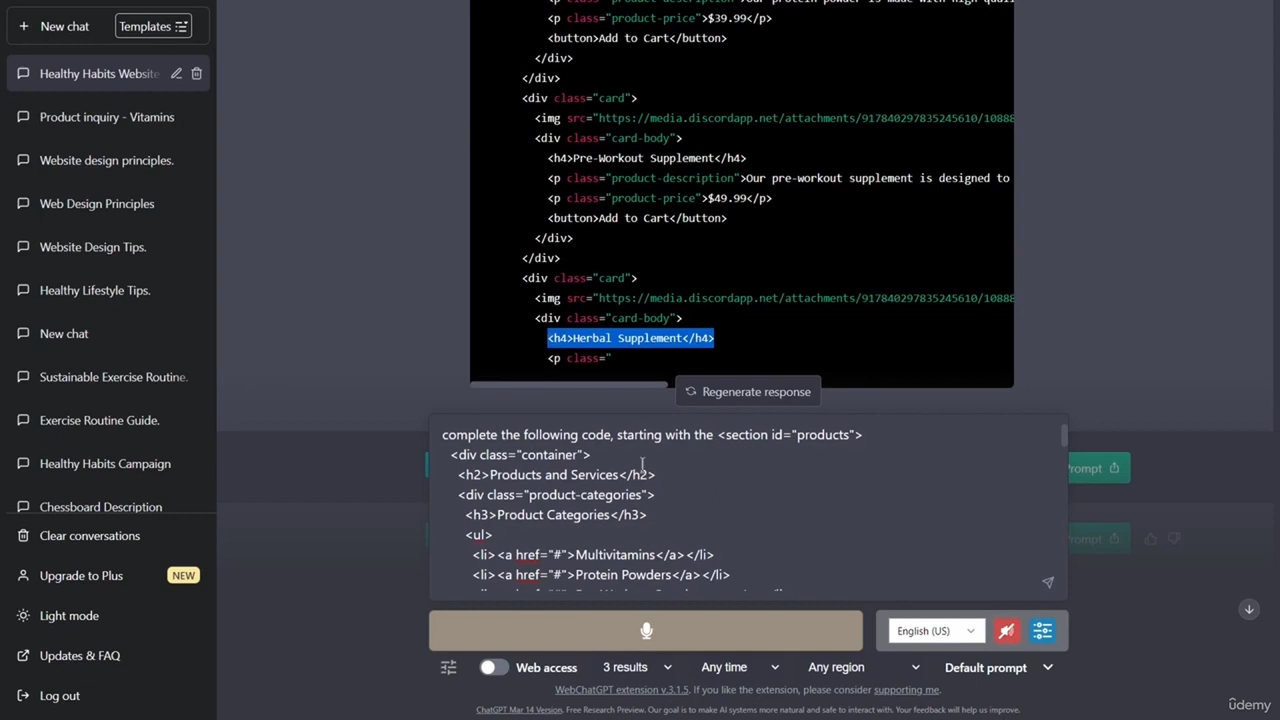 New chat
Templates
Healthy Habits Website
Product inquiry - Vitamins
Website design principles.
Web Design Principles
Website Design Tips.
Healthy Lifestyle Tips.
New chat
Sustainable Exercise Routine.
Exercise Routine Guide.
Healthy Habits Campaign
Chessboard Description
Clear conversations
Upgrade to Plus
NEW
Light mode
Updates & FAQ
Log out
<p class="product-price">$39.99</p>
<button>Add to Cart</button>
</div>
</div>
<div class="card">
<img src="https://media.discordapp.net/attachments/917840297835245610/10888
<div class="card-body">
<h4>Pre-Workout Supplement</h4>
<p class="product-description">Our pre-workout supplement is designed to
<p class="product-price">$49.99</p>
<button>Add to Cart</button>
</div>
</div>
<div class="card">
<img src="https://media.discordapp.net/attachments/917840297835245610/10888
<div class="card-body">
<h4>Herbal Supplement</h4>
<p class="
Regenerate response
complete the following code, starting with the <section id="products">
<div class="container">
<h2>Products and Services</h2>
<div class="product-categories">
<h3>Product Categories</h3>
<ul>
<li><a href="#">Multivitamins</a></li>
<li><a href="#">Protein Powders</a></li>
Prompt
English (US)
Web access
3 results
Any time
Any region
Default prompt
WebChatGPT extension v.3.1.5. If you like the extension, please consider supporting me.
ChatGPT Mar 14 Version. Free Research Preview. Our goal is to make AI systems more natural and safe to interact with. Your feedback will help us improve.
ûdemy